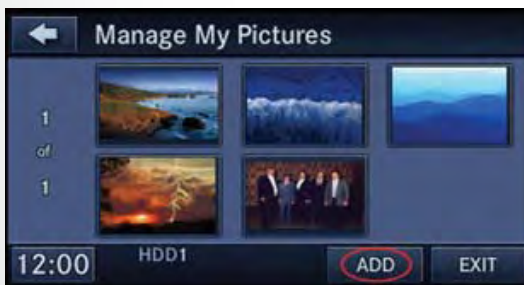 Manage My Pictures
1
of
1
12:00
HDD1
ADD
EXIT